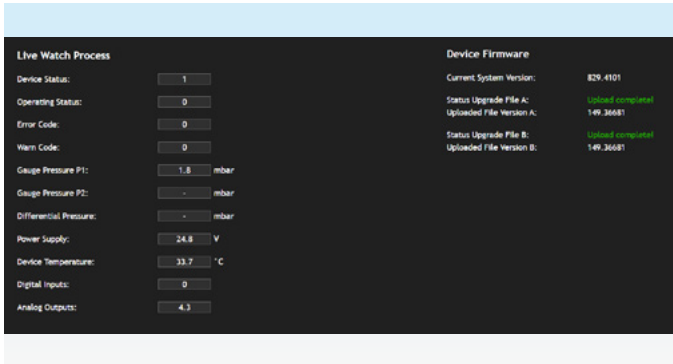 Live Watch Process
Device Status: 1
Operating Status: 0
Error Code: 0
Warn Code: 0
Gauge Pressure P1: 1.8 mbar
Gauge Pressure P2: - mbar
Differential Pressure: - mbar
Power Supply: 24.8 V
Device Temperature: 33.7 °C
Digital Inputs: 0
Analog Outputs: 4.3
Device Firmware
Current System Version: 829.4101
Status Upgrade File A: Upload complete!
Uploaded File Version A: 149.36681
Status Upgrade File B: Upload complete!
Uploaded File Version B: 149.36681